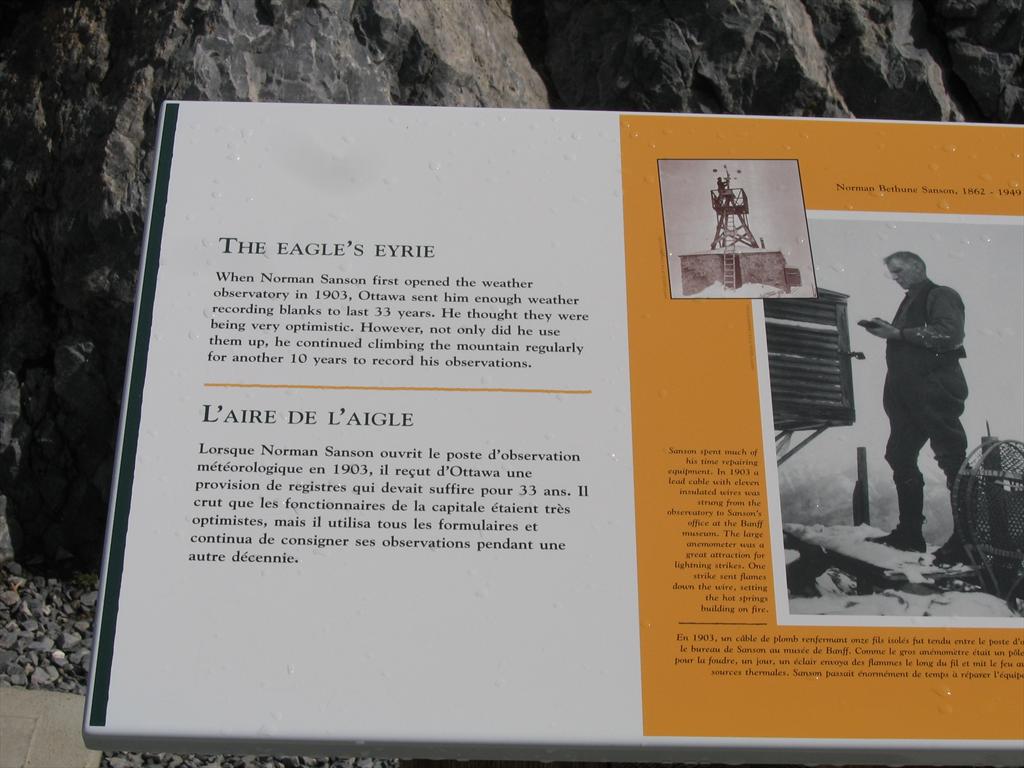 THE EAGLE'S EYRIE
When Norman Sanson first opened the weather
observatory in 1903, Ottawa sent him enough weather
recording blanks to last 33 years. He thought they were
being very optimistic. However, not only did he use
them up, he continued climbing the mountain regularly
for another 10 years to record his observations.
L'AIRE DE L'AIGLE
Lorsque Norman Sanson ouvrit le poste d'observation
météorologique en 1903, il reçut d'Ottawa une
provision de registres qui devait suffire pour 33 ans. Il
crut que les fonctionnaires de la capitale étaient très
optimistes, mais il utilisa tous les formulaires et
continua de consigner ses observations pendant une
autre décennie.
Norman Bethune Sanson, 1862 - 1949
Sanson spent much of
his time repairing
equipment. In 1903 a
lead cable with eleven
insulated wires was
strung from the
observatory to Sanson's
office at the Banff
museum. The large
anemometer was a
great attraction for
lightning strikes. One
strike sent flames
down the wire, setting
the hot springs
building on fire.
En 1903, un câble de plomb renfermant onze fils isolés fut tendu entre le poste
le bureau de Sanson au musée de Banff. Comme le gros anémomètre était un
pour la foudre, un jour, un éclair envoya des flammes le long du fil et mit le feu
sources thermales. Sanson passait énormément de temps à réparer